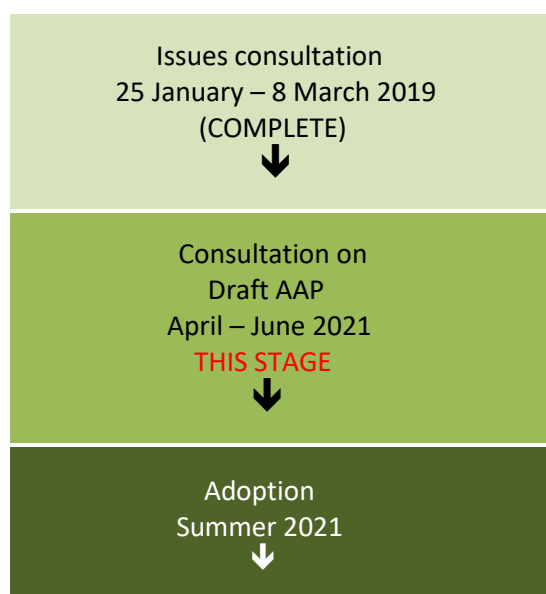 Issues consultation
25 January – 8 March 2019
(COMPLETE)
Consultation on
Draft AAP
April – June 2021
THIS STAGE
Adoption
Summer 2021